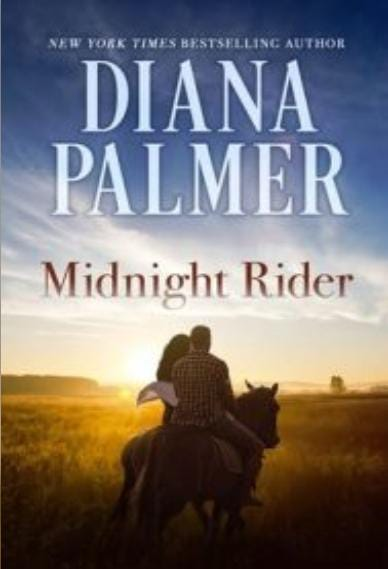 NEW YORK TIMES BESTSELLING AUTHOR
DIANA
PALMER
Midnight Rider